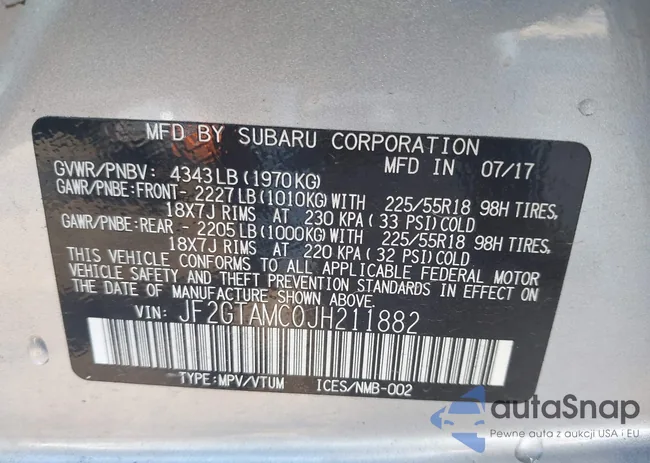 MFD BY SUBARU CORPORATION
MFD IN 07/17
GVWR/PNBV: 4343LB(1970KG)
GAWR/PNBE:FRONT- 2227LB(1010KG)WITH 225/55R18 98H TIRES,
18X7J RIMS AT 230 KPA( 33 PSI)COLD
GAWR/PNBE:REAR - 2205LB(1000KG)WITH 225/55R18 98H TIRES,
18X7J RIMS AT 220 KPA( 32 PSI)COLD
THIS VEHICLE CONFORMS TO ALL APPLICABLE FEDERAL MOTOR
VEHICLE SAFETY AND THEFT PREVENTION STANDARDS IN EFFECT ON
THE DATE OF MANUFACTURE SHOWN ABOVE.
VIN: JF2GTAMC0JH211882
TYPE:MPV/VTUM ICES/NMB-002
autaSnap
Pewne auta z aukcji USA i EU